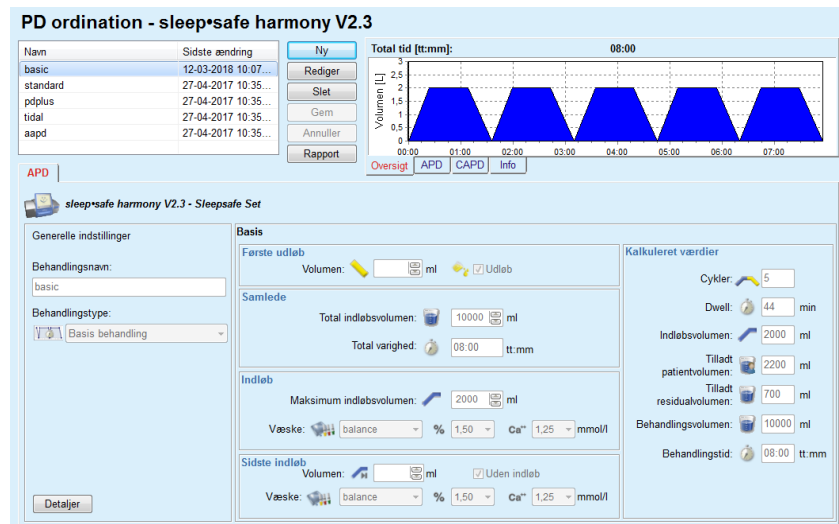 PD ordination - sleep•safe harmony V2.3
Navn Sidste ændring
basic 12-03-2018 10:07...
standard 27-04-2017 10:35...
pdplus 27-04-2017 10:35...
tidal 27-04-2017 10:35...
aapd 27-04-2017 10:35...
Ny
Rediger
Slet
Gem
Annuller
Rapport
Total tid [tt:mm]: 08:00
Volumen [L]
3
2,5
2
1,5
1
0,5
0
00:00 01:00 02:00 03:00 04:00 05:00 06:00 07:00
Oversigt APD CAPD Info
APD
sleep•safe harmony V2.3 - Sleepsafe Set
Generelle indstillinger
Behandlingsnavn:
basic
Behandlingstype:
Basis behandling
Detaljer
Basis
Første udløb
Volumen: ml Udløb
Samlede
Total indløbsvolumen: 10000 ml
Total varighed: 08:00 tt:mm
Indløb
Maksimum indløbsvolumen: 2000 ml
Væske: balance % 1,50 Ca⁺⁺ 1,25 mmol/l
Sidste indløb
Volumen: ml Uden indløb
Væske: balance % 1,50 Ca⁺⁺ 1,25 mmol/l
Kalkuleret værdier
Cykler: 5
Dwell: 44 min
Indløbsvolumen: 2000 ml
Tilladt
patientvolumen: 2200 ml
Tilladt
residualvolumen: 700 ml
Behandlingsvolumen: 10000 ml
Behandlingstid: 08:00 tt:mm